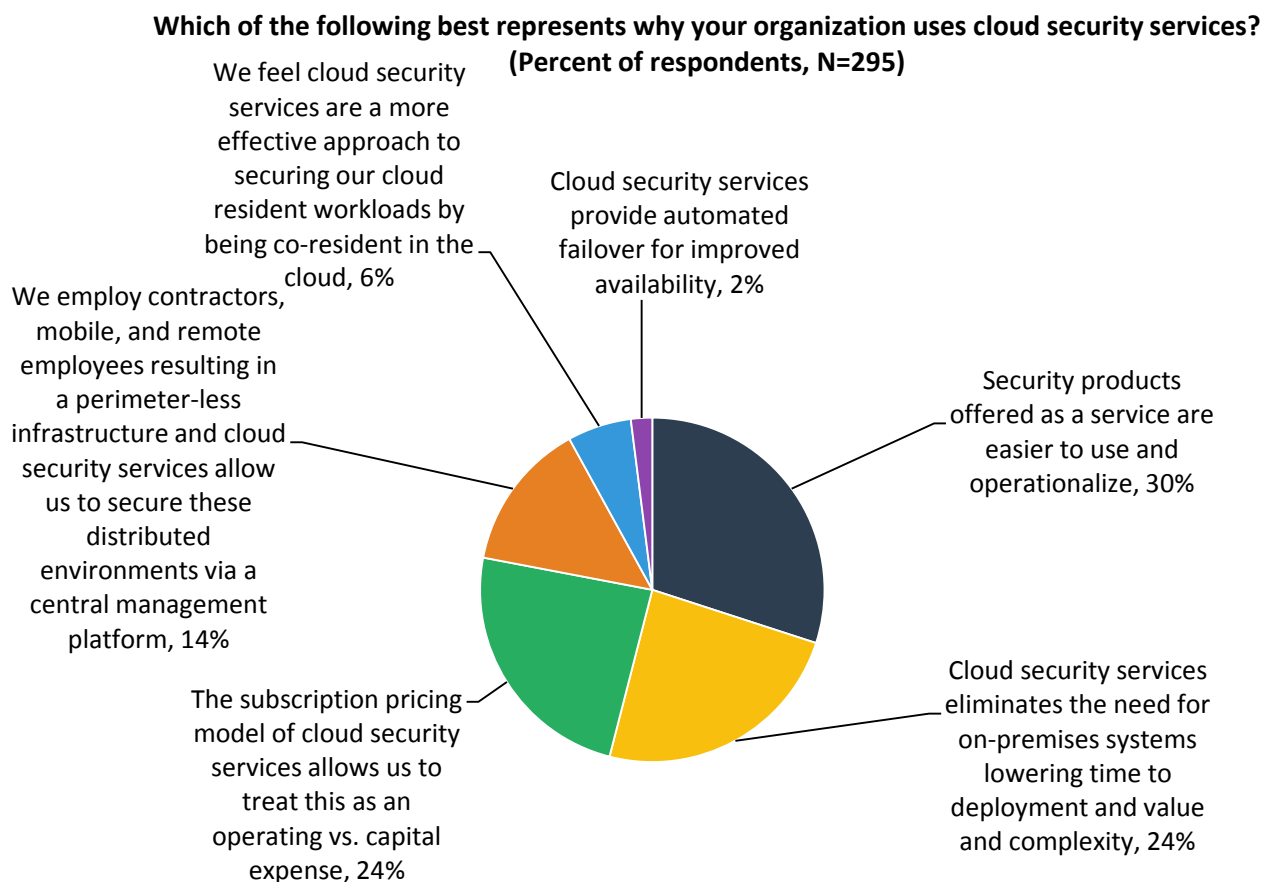 Which of the following best represents why your organization uses cloud security services?
(Percent of respondents, N=295)
We feel cloud security
services are a more
effective approach to
securing our cloud
resident workloads by
being co-resident in the
cloud, 6%
Cloud security services
provide automated
failover for improved
availability, 2%
We employ contractors,
mobile, and remote
employees resulting in
a perimeter-less
infrastructure and cloud
security services allow
us to secure these
distributed
environments via a
central management
platform, 14%
Security products
offered as a service are
easier to use and
operationalize, 30%
The subscription pricing
model of cloud security
services allows us to
treat this as an
operating vs. capital
expense, 24%
Cloud security services
eliminates the need for
on-premises systems
lowering time to
deployment and value
and complexity, 24%